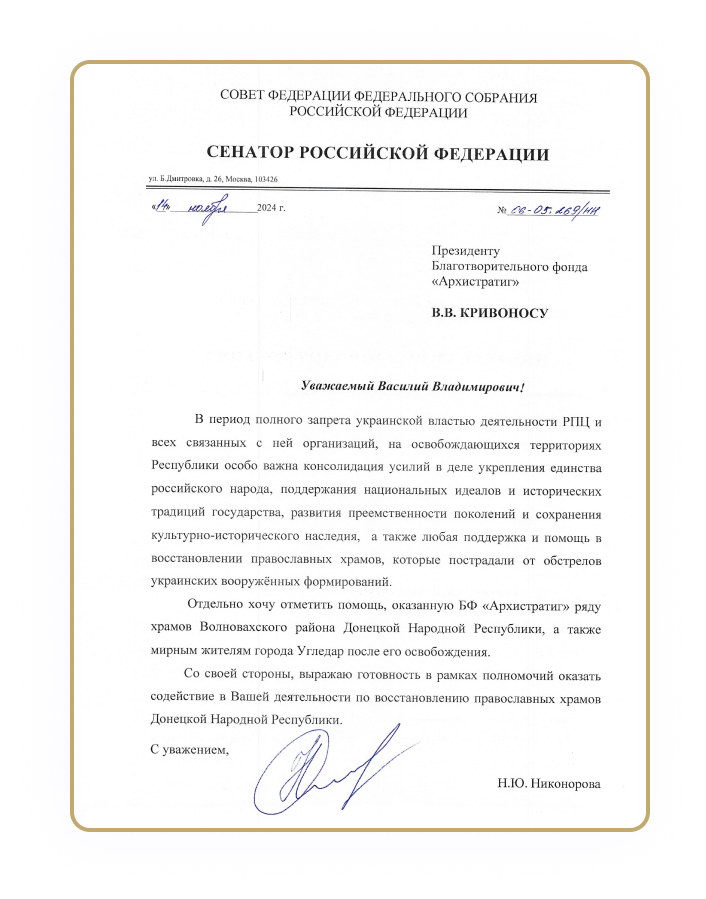 СОВЕТ ФЕДЕРАЦИИ ФЕДЕРАЛЬНОГО СОБРАНИЯ
РОССИЙСКОЙ ФЕДЕРАЦИИ
СЕНАТОР РОССИЙСКОЙ ФЕДЕРАЦИИ
ул. Б.Дмитровка, д. 26, Москва, 103426
«14» ноября 2024 г.
№ 06-05.269/НН
Президенту
Благотворительного фонда
«Архистратиг»
В.В. КРИВОНОСУ
Уважаемый Василий Владимирович!
В период полного запрета украинской властью деятельности РПЦ и
всех связанных с ней организаций, на освобождающихся территориях
Республики особо важна консолидация усилий в деле укрепления единства
российского народа, поддержания национальных идеалов и исторических
традиций государства, развития преемственности поколений и сохранения
культурно-исторического наследия, а также любая поддержка и помощь в
восстановлении православных храмов, которые пострадали от обстрелов
украинских вооружённых формирований.
Отдельно хочу отметить помощь, оказанную БФ «Архистратиг» ряду
храмов Волновахского района Донецкой Народной Республики, а также
мирным жителям города Угледар после его освобождения.
Со своей стороны, выражаю готовность в рамках полномочий оказать
содействие в Вашей деятельности по восстановлению православных храмов
Донецкой Народной Республики.
С уважением,
Н.Ю. Никонорова